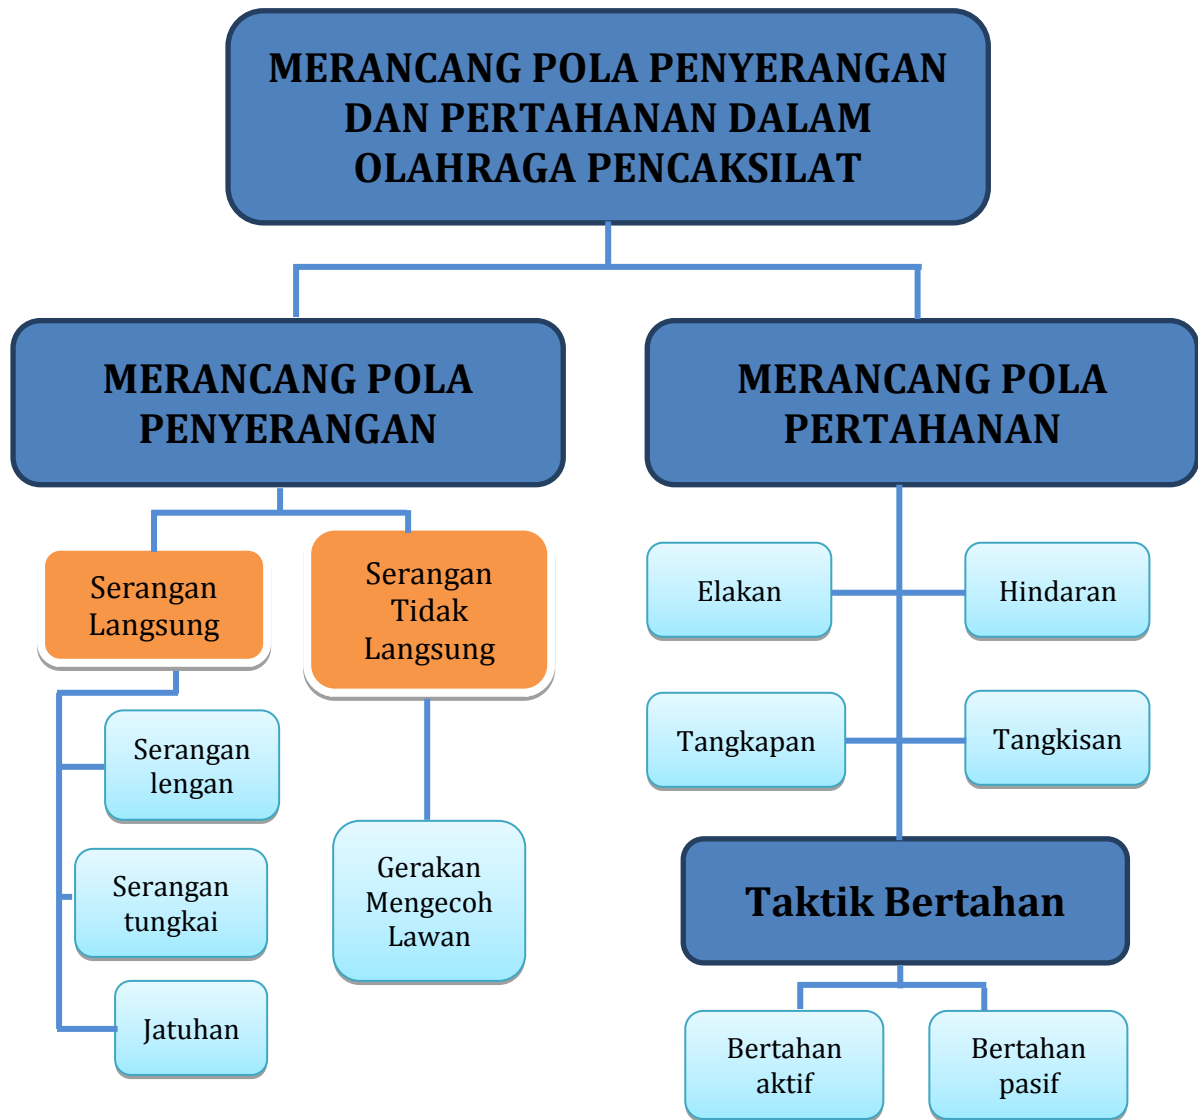 MERANCANG POLA PENYERANGAN
DAN PERTAHANAN DALAM
OLAHRAGA PENCAKSILAT
MERANCANG POLA
PENYERANGAN
MERANCANG POLA
PERTAHANAN
Serangan
Langsung
Serangan
Tidak
Langsung
Serangan
lengan
Serangan
tungkai
Jatuhan
Gerakan
Mengecoh
Lawan
Elakan
Hindaran
Tangkapan
Tangkisan
Taktik Bertahan
Bertahan
aktif
Bertahan
pasif